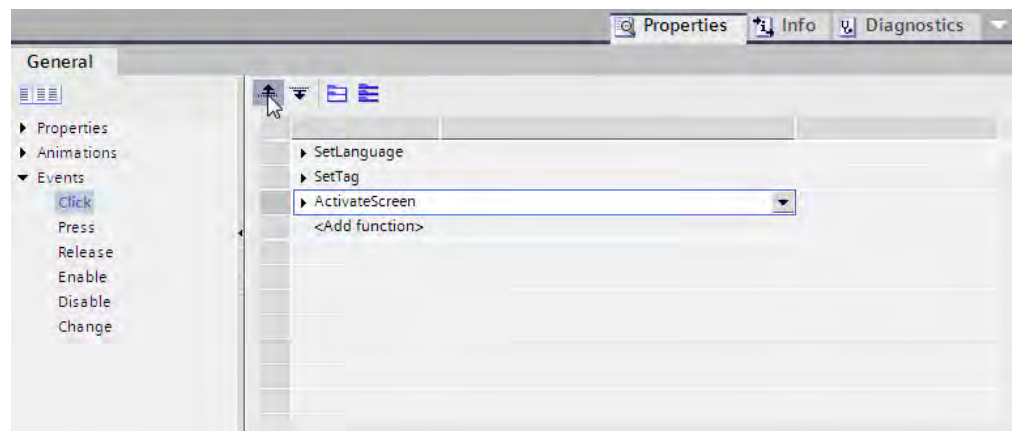 Properties Info Diagnostics
General
Properties
Animations
Events
Click
Press
Release
Enable
Disable
Change
SetLanguage
SetTag
ActivateScreen
<Add function>